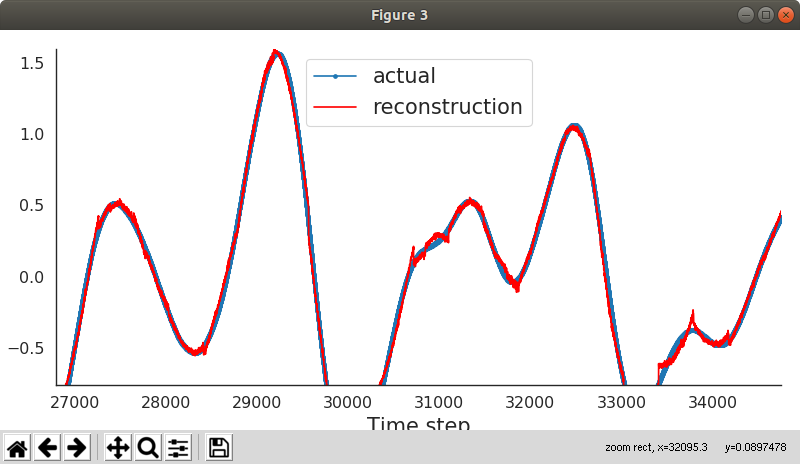 Figure 3
1.5
1.0
0.5
0.0
−0.5
actual
reconstruction
27000 28000 29000 30000 31000 32000 33000 34000
Time step
zoom rect, x=32095.3 y=0.0897478